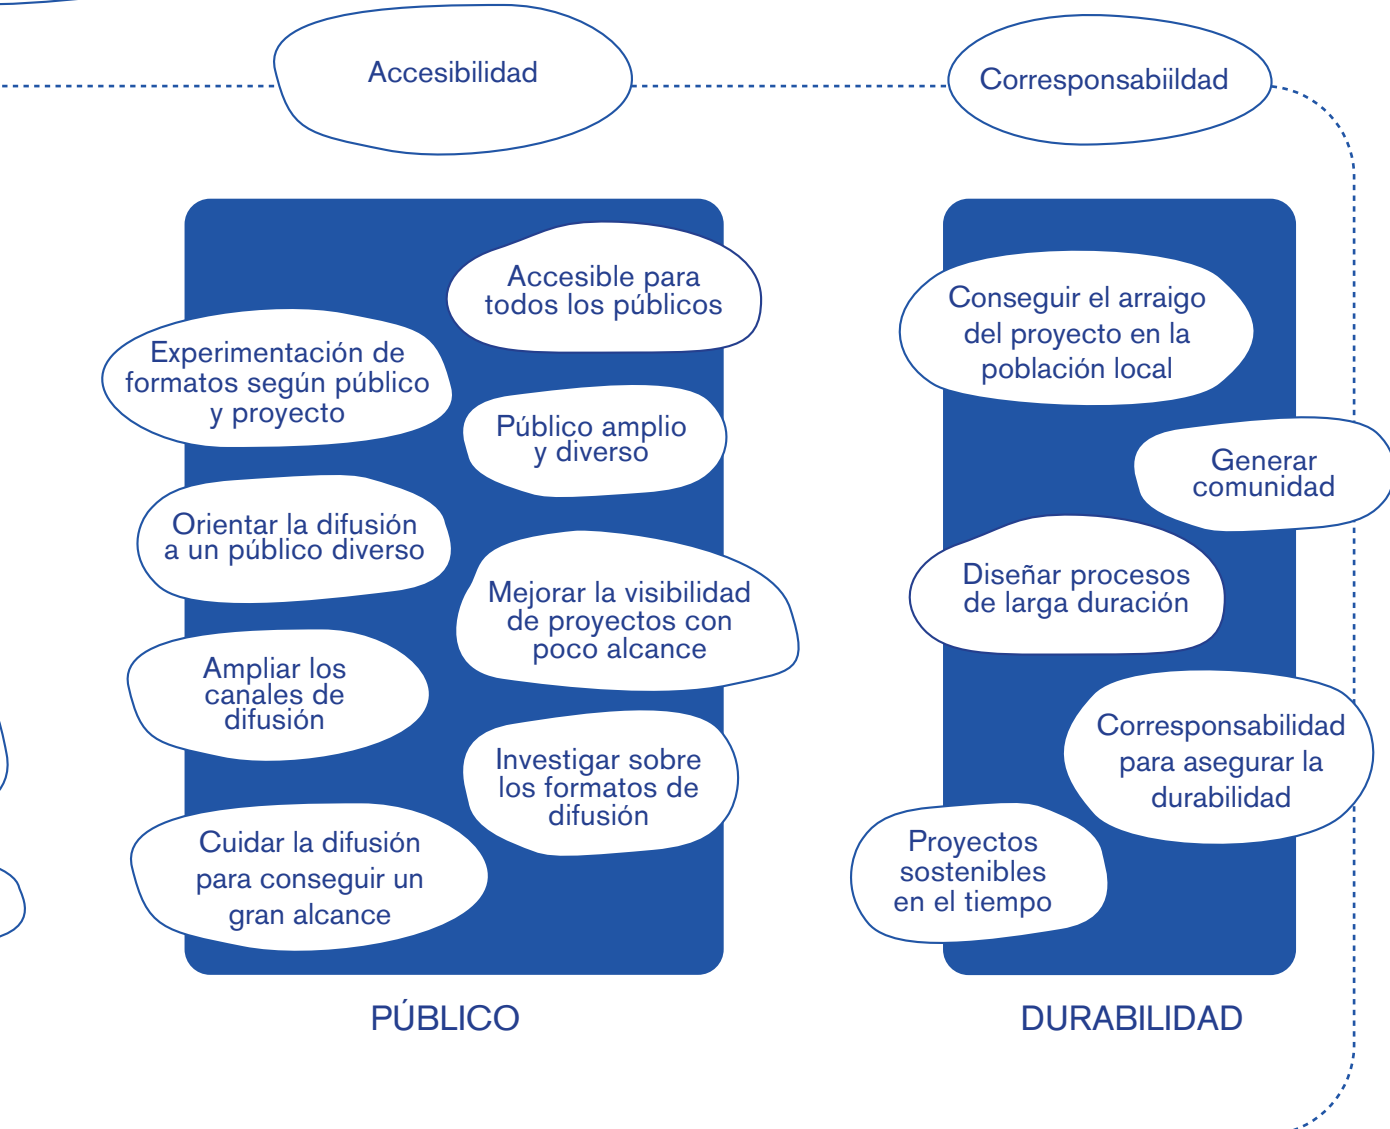 Accesibilidad
Corresponsabiildad
Accesible para
todos los públicos
Experimentación de
formatos según público
y proyecto
Público amplio
y diverso
Orientar la difusión
a un público diverso
Mejorar la visibilidad
de proyectos con
poco alcance
Ampliar los
canales de
difusión
Investigar sobre
los formatos de
difusión
Cuidar la difusión
para conseguir un
gran alcance
PÚBLICO
Conseguir el arraigo
del proyecto en la
población local
Generar
comunidad
Diseñar procesos
de larga duración
Corresponsabilidad
para asegurar la
durabilidad
Proyectos
sostenibles
en el tiempo
DURABILIDAD